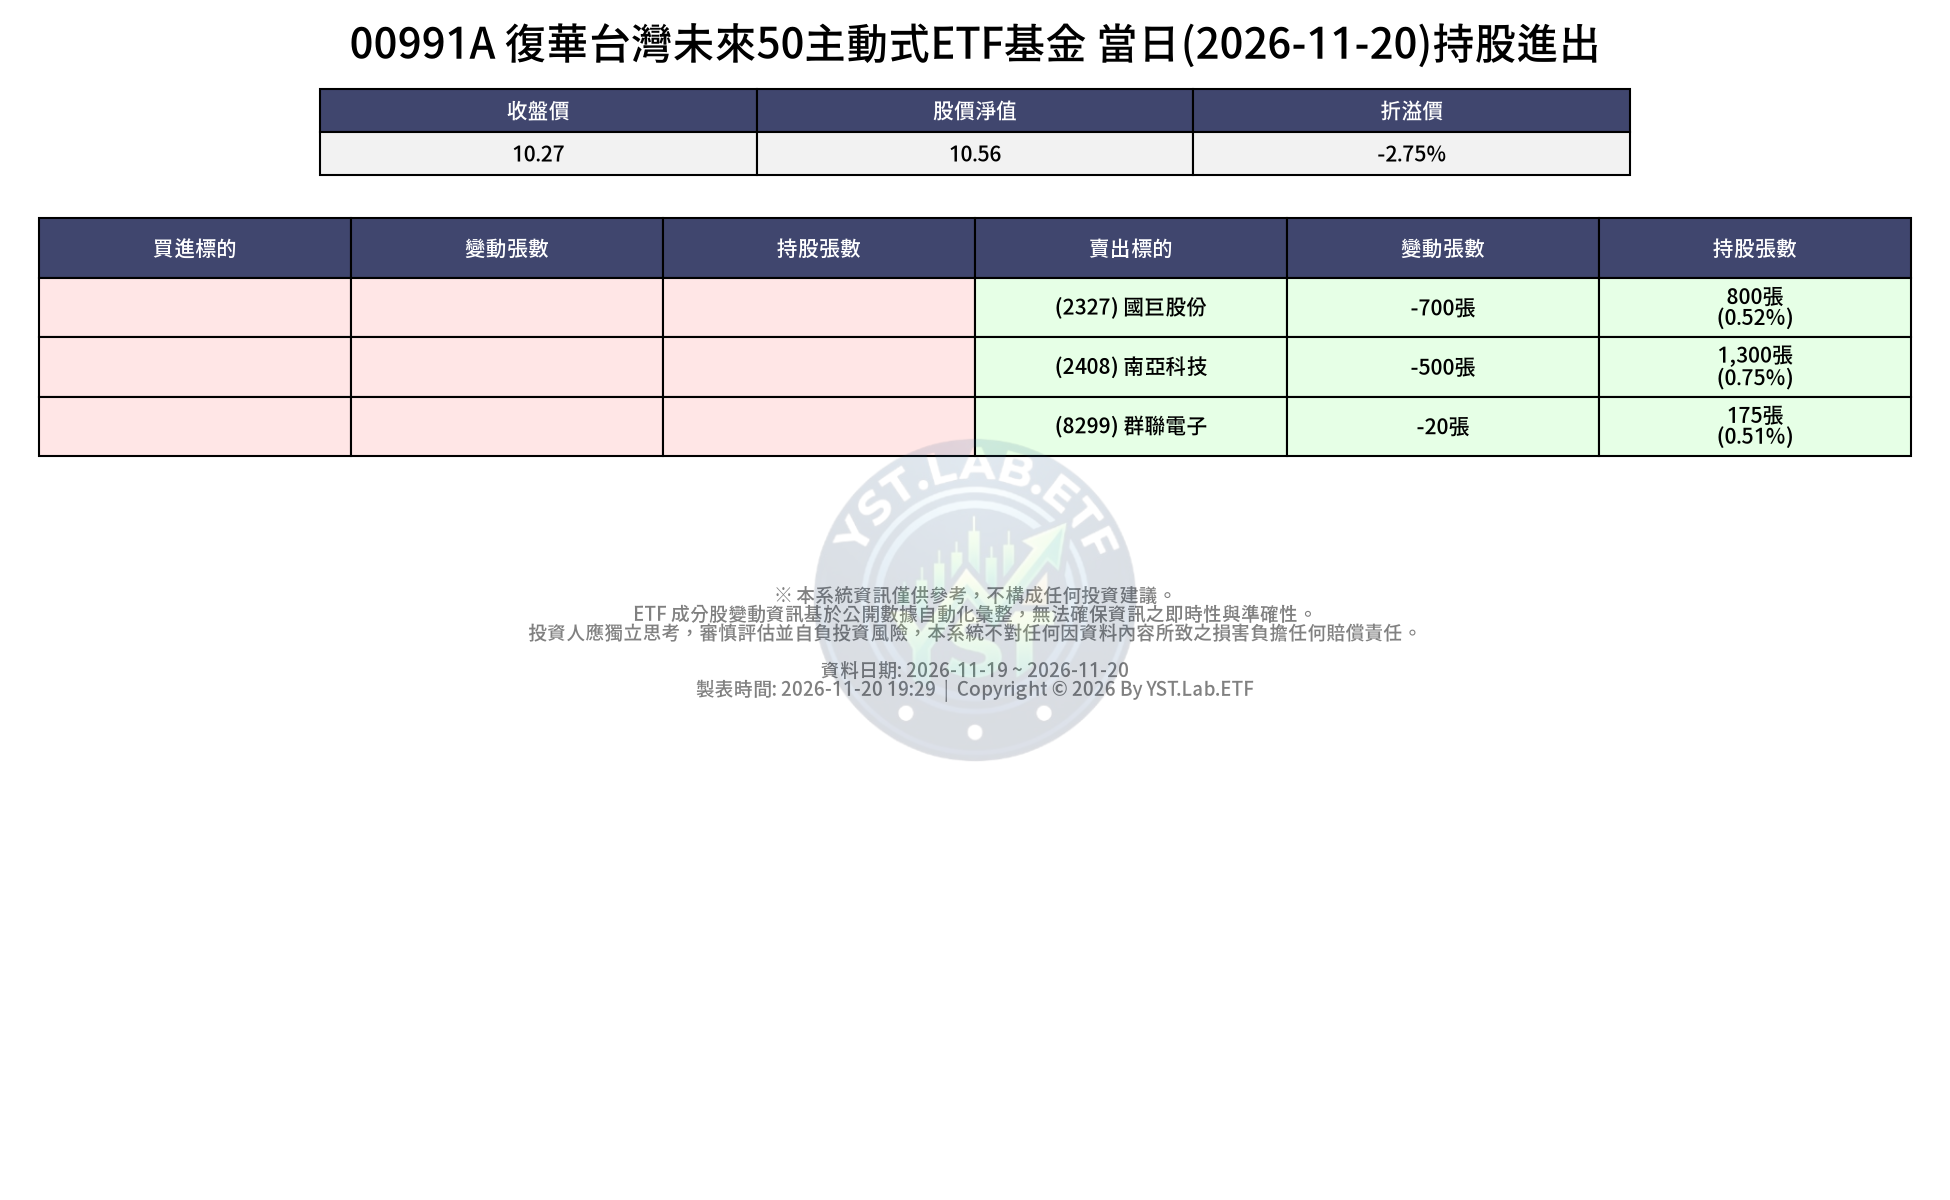 00991A 復華台灣未來50主動式ETF基金 當日(2026-11-20)持股進出
收盤價 股價淨值 折溢價
10.27 10.56 -2.75%
買進標的 變動張數 持股張數 賣出標的 變動張數 持股張數
(2327) 國巨股份 -700張 800張
(0.52%)
(2408) 南亞科技 -500張 1,300張
(0.75%)
(8299) 群聯電子 -20張 175張
(0.51%)
YST.LAB.ETF
※ 本系統資訊僅供參考，不構成任何投資建議。
ETF 成分股變動資訊基於公開數據自動化彙整，無法確保資訊之即時性與準確性。
投資人應獨立思考，審慎評估並自負投資風險，本系統不對任何因資料內容所致之損害負擔任何賠償責任。
YST
資料日期: 2026-11-19 ~ 2026-11-20
製表時間: 2026-11-20 19:29 | Copyright © 2026 By YST.Lab.ETF